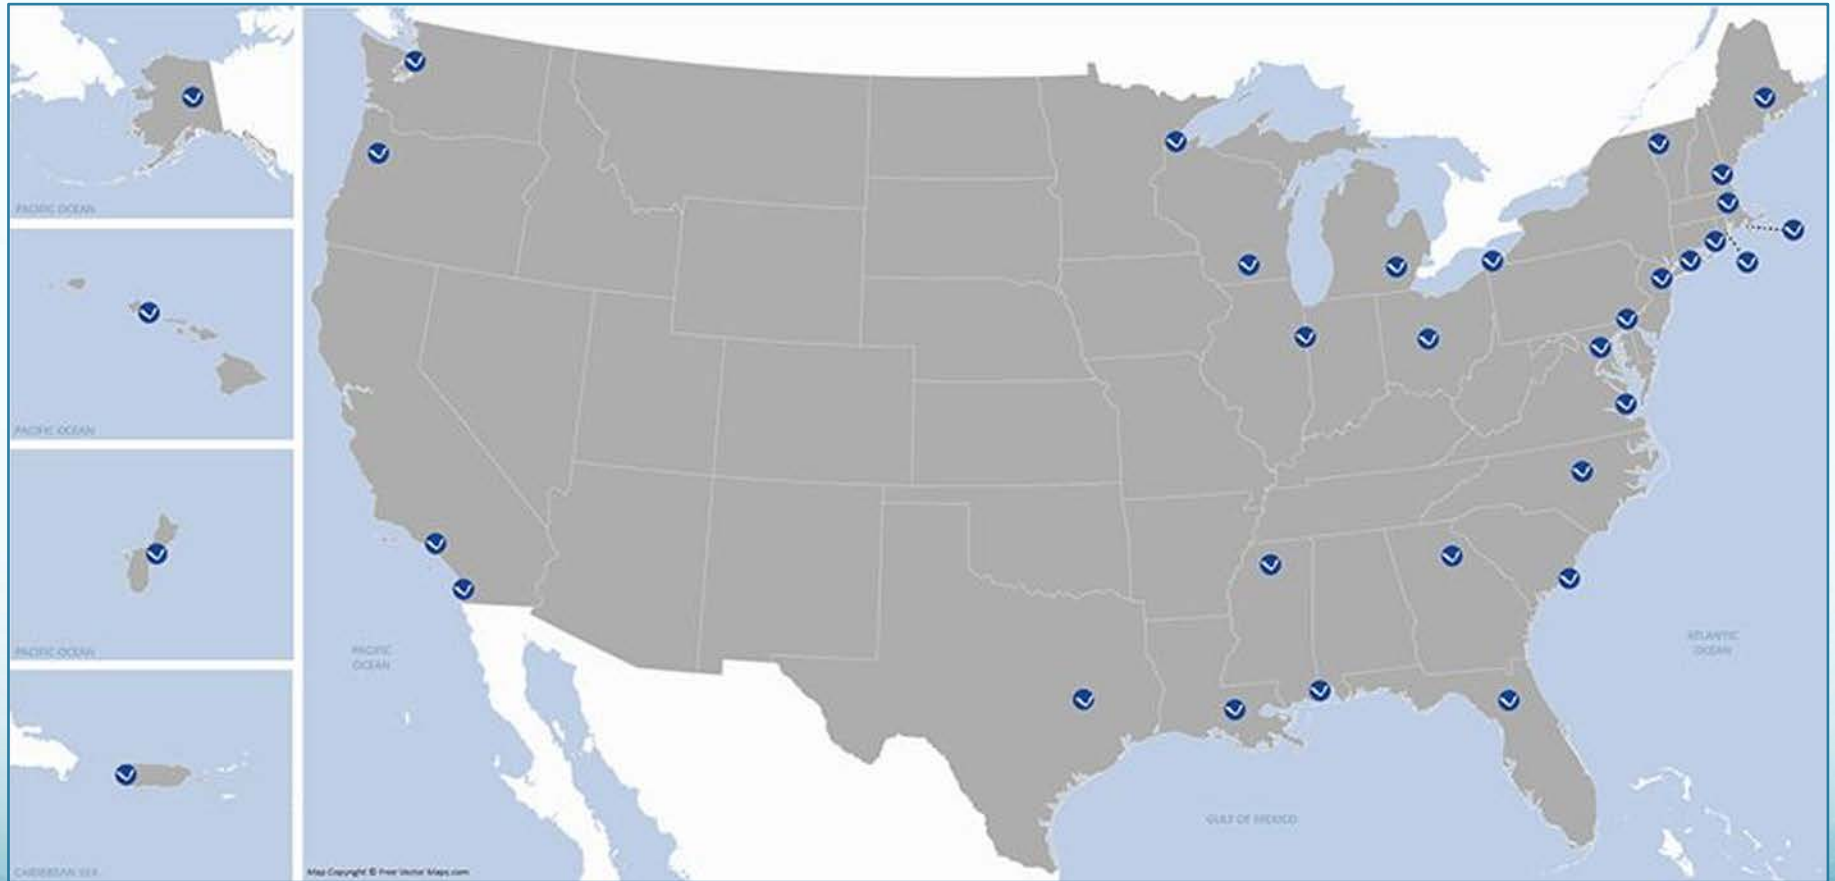 PACIFIC OCEAN
PACIFIC OCEAN
PACIFIC OCEAN
CARIBBEAN SEA
PACIFIC
OCEAN
ATLANTIC
OCEAN
GULF OF MEXICO
Map Copyright © Free Vector Maps.com